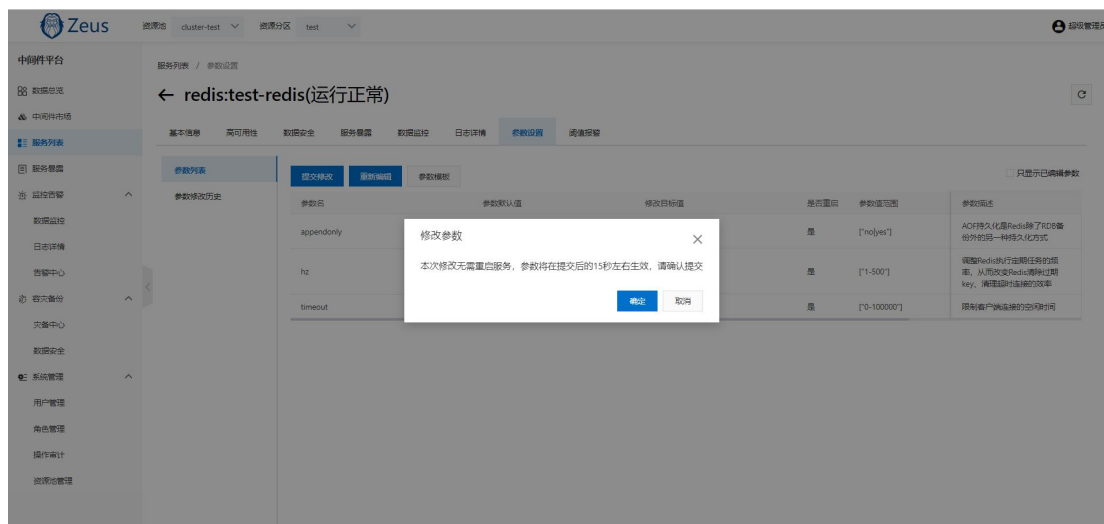 Zeus 资源池 cluster-test 资源分区 test 超级管理员
中间件平台
服务列表 / 参数设置
数据总览
← redis:test-redis(运行正常)
中间件市场
服务列表
基本信息 高可用性 数据安全 服务暴露 数据监控 日志详情 参数设置 阈值报警
服务暴露
参数列表 提交修改 重新编辑 参数模板 只显示已编辑参数
监控告警
参数修改历史
参数名 参数默认值 修改目标值 是否重启 参数值范围 参数描述
数据监控
appendonly 是 ["no|yes"] AOF持久化是Redis除了RDB备
份外的另一种持久化方式
日志详情
修改参数
告警中心
本次修改无需重启服务，参数将在提交后的15秒左右生效，请确认提交
hz 是 ["1-500"] 调整Redis执行定期任务的频
率，从而改变Redis清除过期
key、清理超时连接的效率
容灾备份
确定 取消
timeout 是 ["0-100000"] 限制客户端连接的空闲时间
灾备中心
数据安全
系统管理
用户管理
角色管理
操作审计
资源池管理